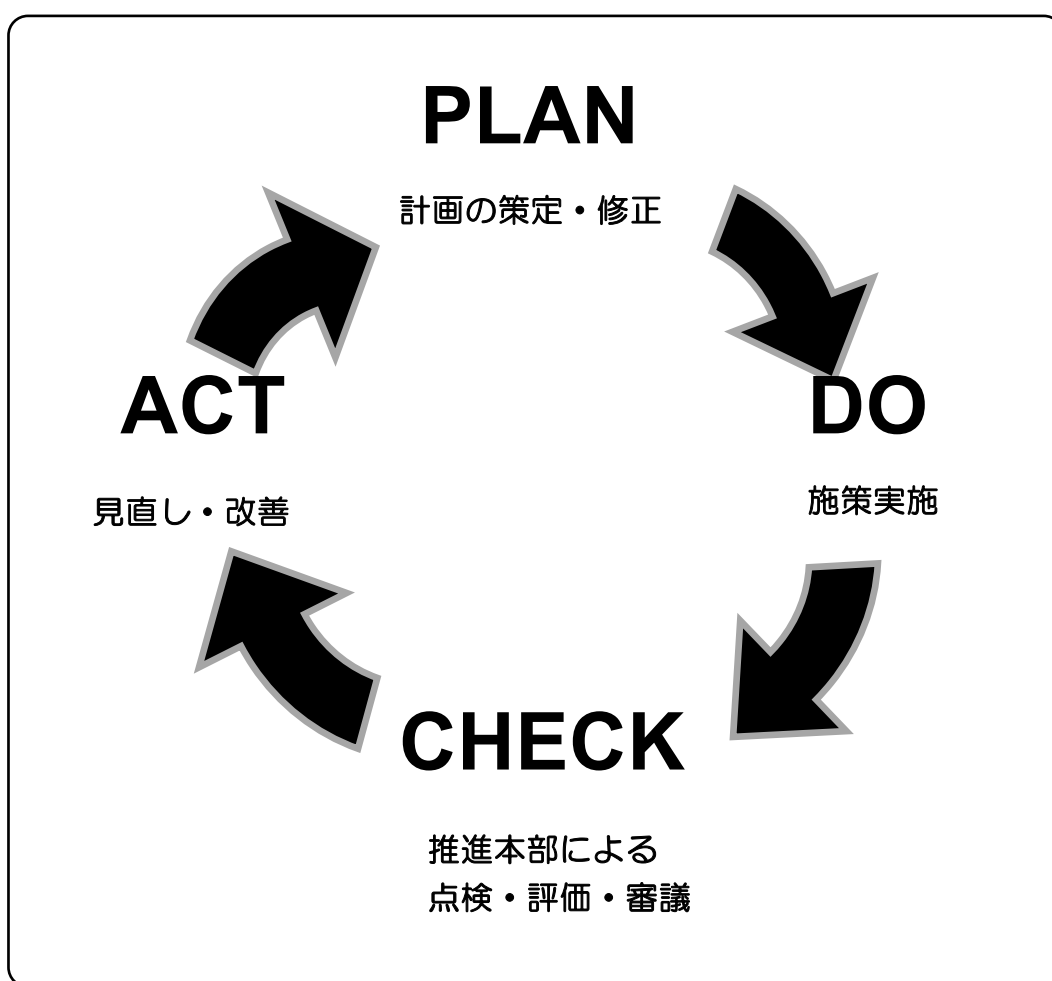 PLAN
計画の策定・修正
ACT
DO
見直し・改善
施策実施
CHECK
推進本部による
点検・評価・審議